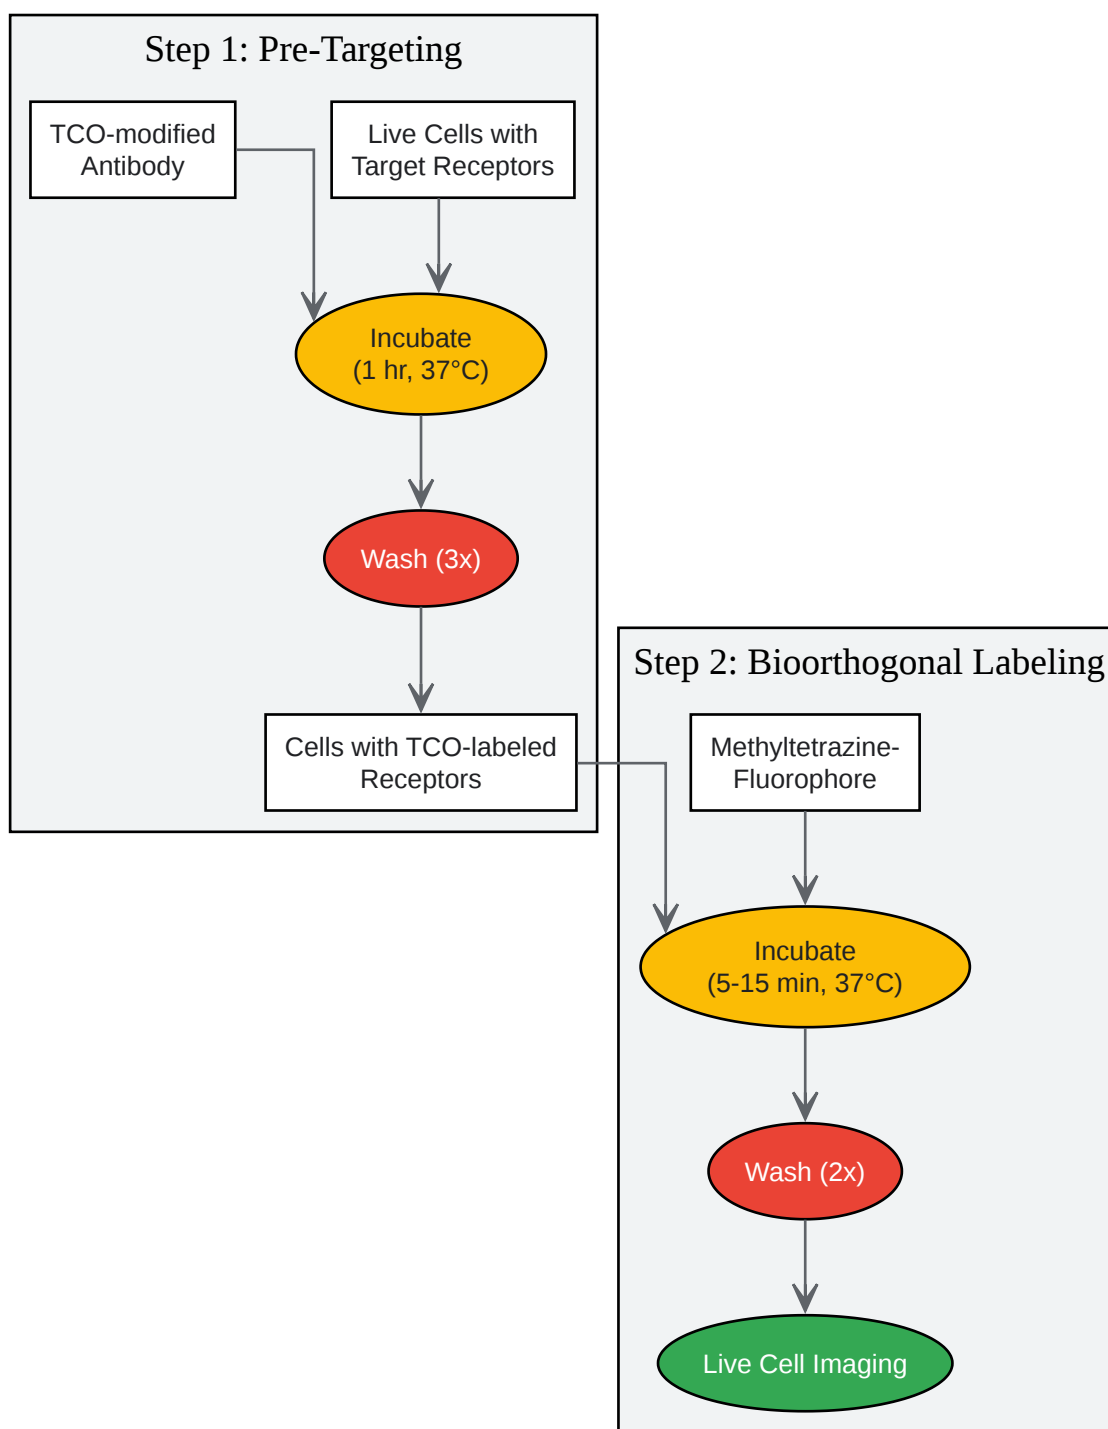 Step 1: Pre-Targeting
TCO-modified
Antibody
Live Cells with
Target Receptors
Incubate
(1 hr, 37°C)
Wash (3x)
Cells with TCO-labeled
Receptors
Step 2: Bioorthogonal Labeling
Methyltetrazine-
Fluorophore
Incubate
(5-15 min, 37°C)
Wash (2x)
Live Cell Imaging